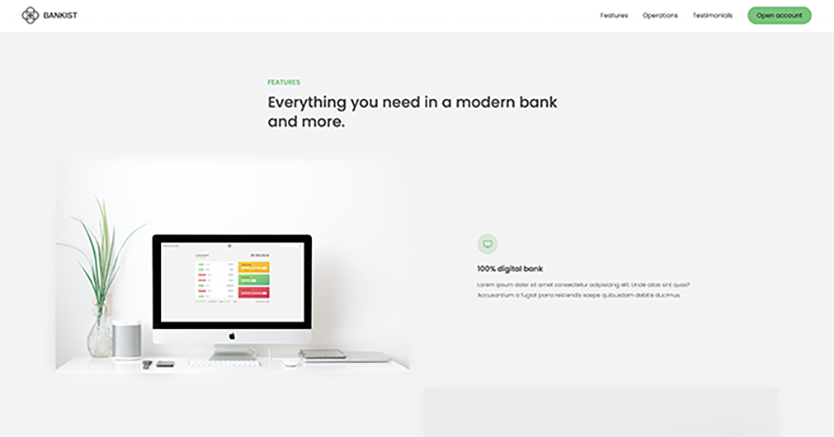 BANKIST
Features
Operations
Testimonials
Open account
FEATURES
Everything you need in a modern bank
and more.
100% digital bank
Lorem ipsum dolor sit amet consectetur adipisicing elit. Unde alias sint quos?
Accusantium a fugiat porro reiciendis saepe quibusdam debitis ducimus.